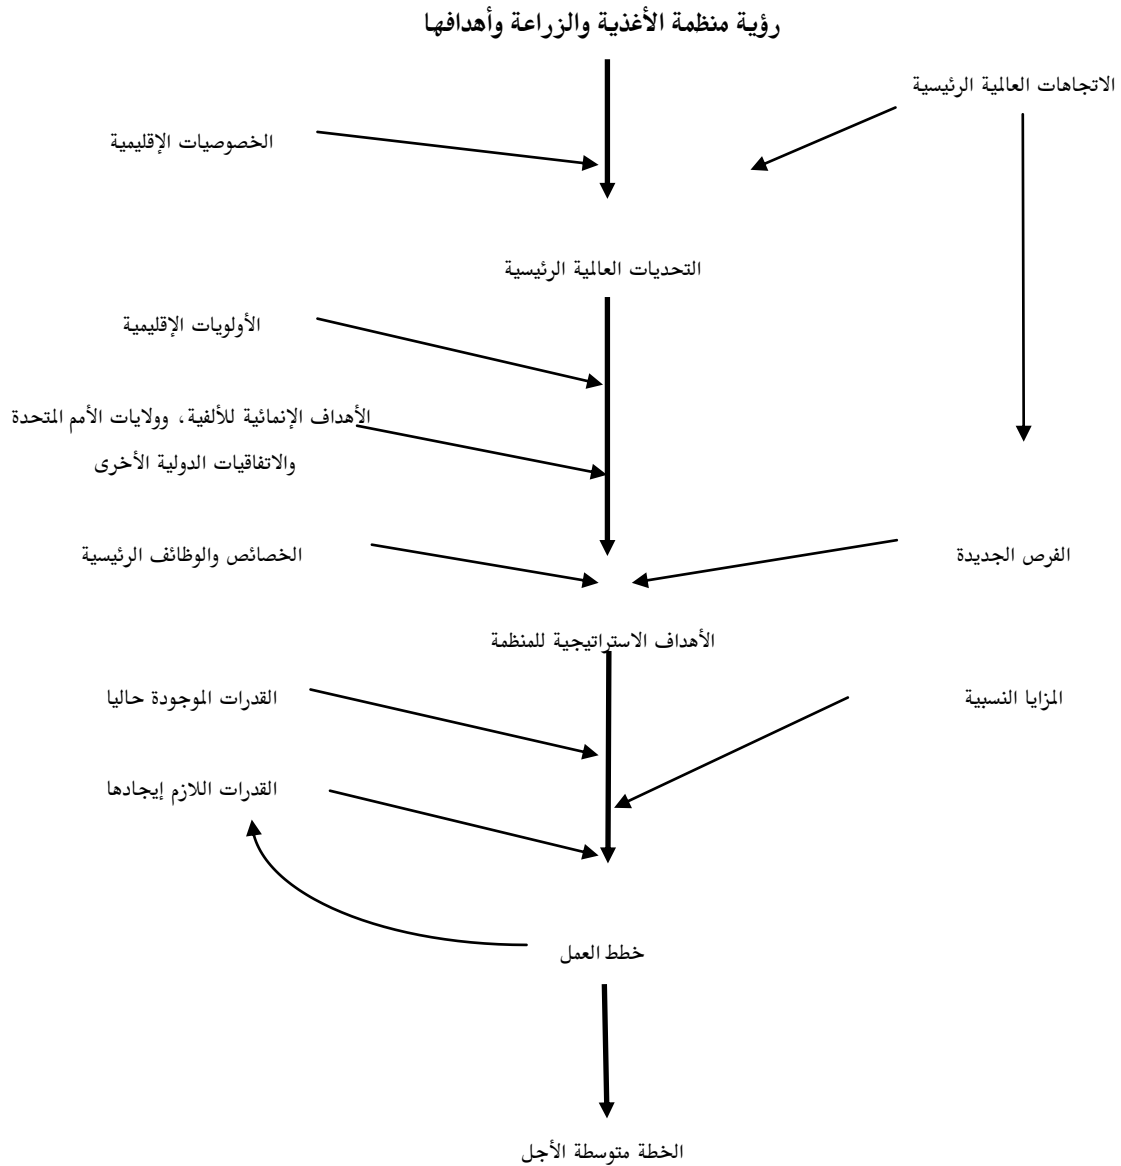 رؤية منظمة الأغذية والزراعة وأهدافها
الاتجاهات العالمية الرئيسية
الخصوصيات الإقليمية
التحديات العالمية الرئيسية
الأولويات الإقليمية
الأهداف الإنمائية للألفية، وولايات الأمم المتحدة
والاتفاقيات الدولية الأخرى
الفرص الجديدة
الخصائص والوظائف الرئيسية
الأهداف الاستراتيجية للمنظمة
المزايا النسبية
القدرات الموجودة حاليا
القدرات اللازم إيجادها
خطط العمل
الخطة متوسطة الأجل